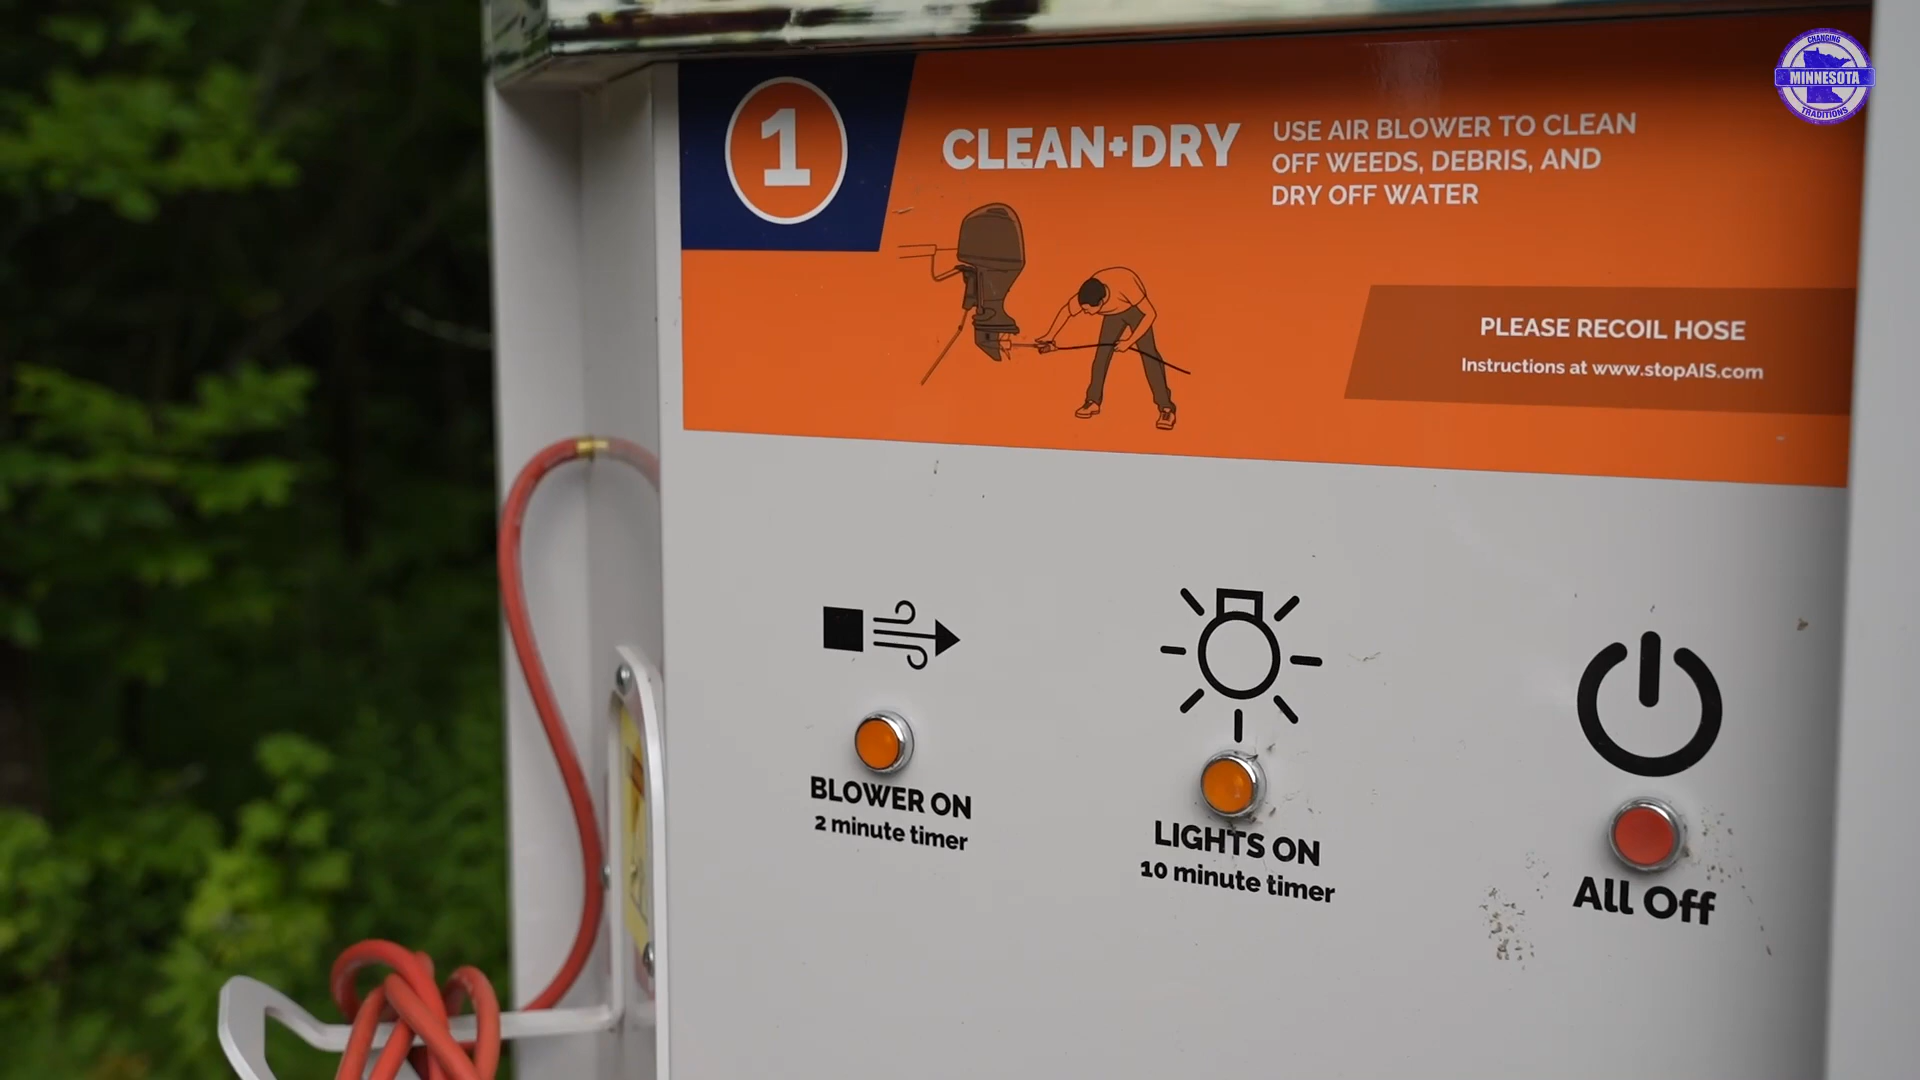 CHANGING
MINNESOTA
TRADITIONS
1
CLEAN+DRY
USE AIR BLOWER TO CLEAN
OFF WEEDS, DEBRIS, AND
DRY OFF WATER
PLEASE RECOIL HOSE
Instructions at www.stopAIS.com
BLOWER ON
2 minute timer
LIGHTS ON
10 minute timer
All Off